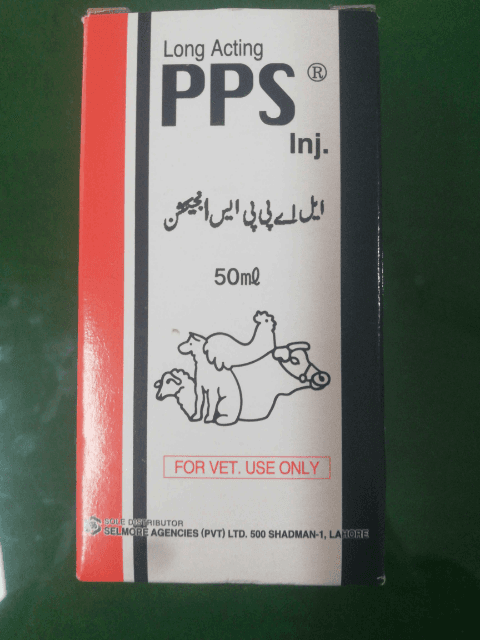 Long Acting
PPS ®
Inj.
ایل اے پی پی ایس انجیکشن
50ml
FOR VET. USE ONLY
SOLE DISTRIBUTOR
SELMORE AGENCIES (PVT) LTD. 500 SHADMAN-1, LAHORE